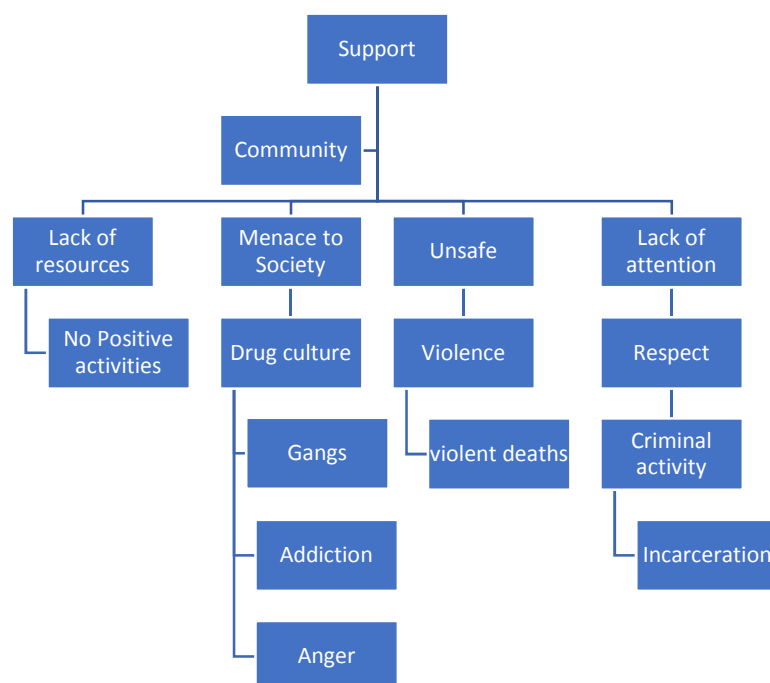 Support
Community
Lack of
resources
Menace to
Society
Unsafe
Lack of
attention
No Positive
activities
Drug culture
Violence
Respect
Gangs
violent deaths
Criminal
activity
Addiction
Incarceration
Anger